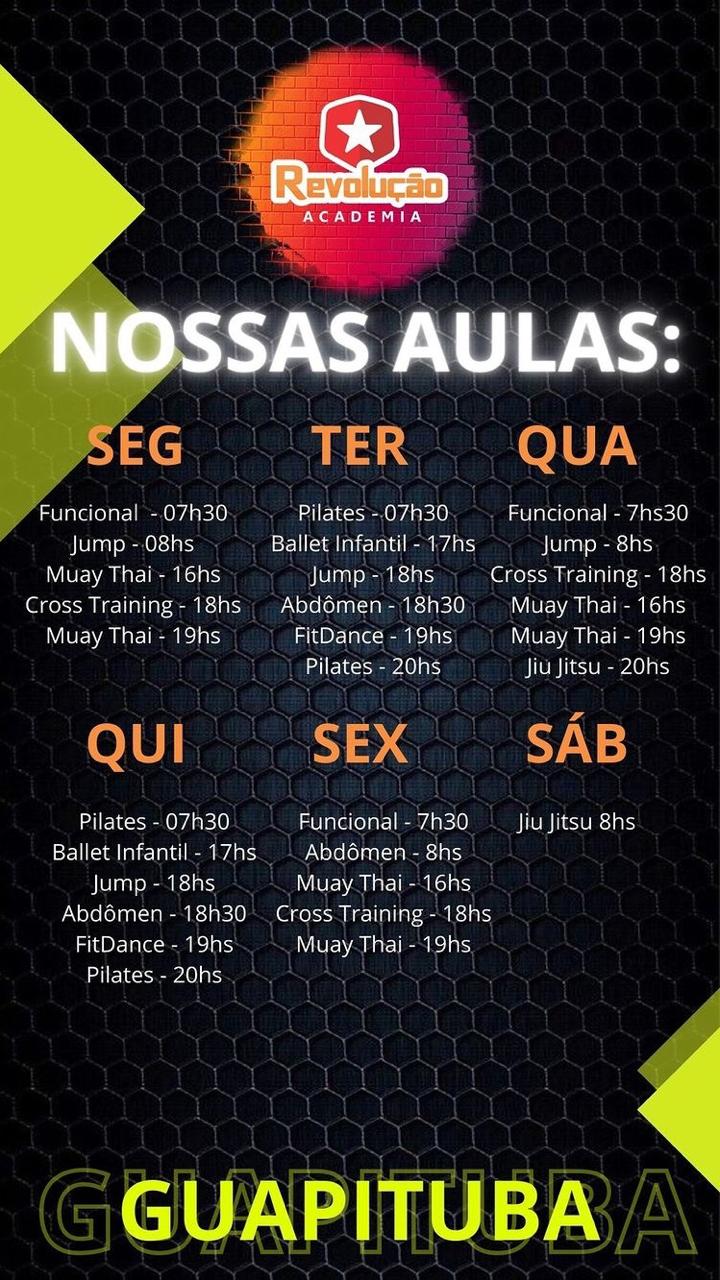 Revolução
ACADEMIA
NOSSAS AULAS:
SEG
Funcional - 07h30
Jump - 08hs
Muay Thai - 16hs
Cross Training - 18hs
Muay Thai - 19hs
TER
Pilates - 07h30
Ballet Infantil - 17hs
Jump - 18hs
Abdômen - 18h30
FitDance - 19hs
Pilates - 20hs
QUA
Funcional - 7hs30
Jump - 8hs
Cross Training - 18hs
Muay Thai - 16hs
Muay Thai - 19hs
Jiu Jitsu - 20hs
QUI
Pilates - 07h30
Ballet Infantil - 17hs
Jump - 18hs
Abdômen - 18h30
FitDance - 19hs
Pilates - 20hs
SEX
Funcional - 7h30
Abdômen - 8hs
Muay Thai - 16hs
Cross Training - 18hs
Muay Thai - 19hs
SÁB
Jiu Jitsu 8hs
GUAPITUBA
GUAPITUBA